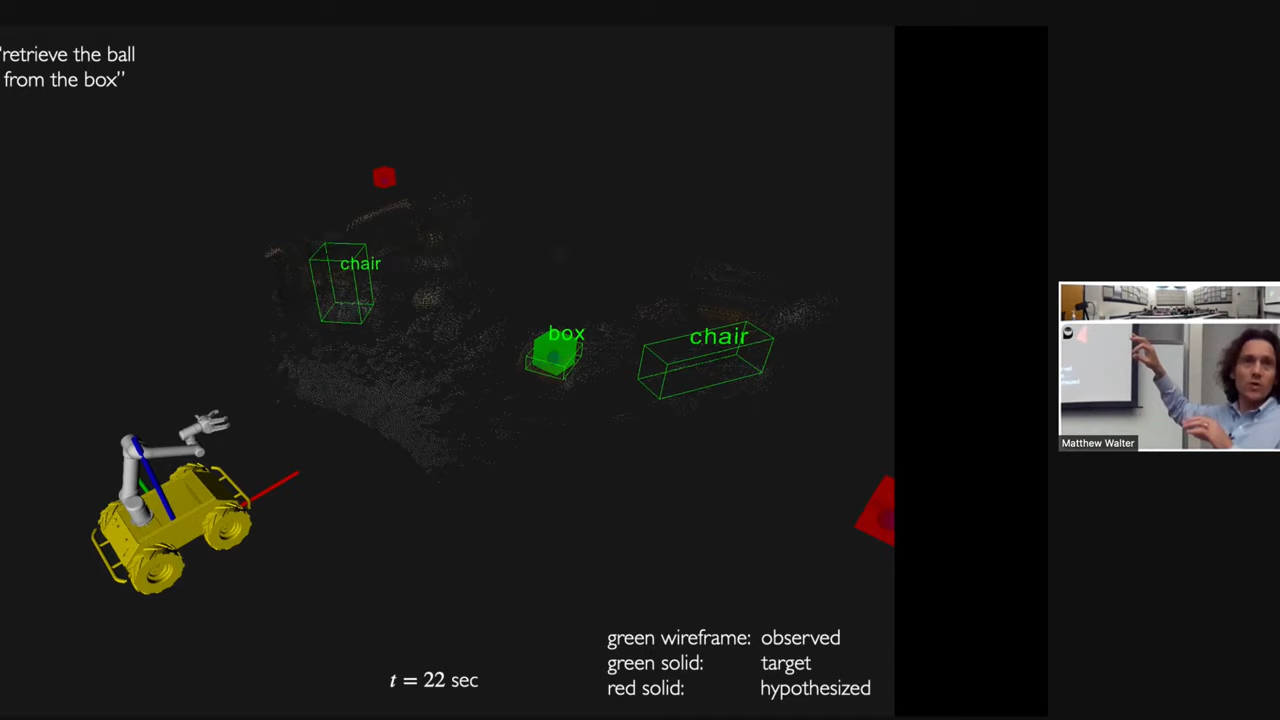 "retrieve the ball
from the box"
chair
box
chair
green wireframe: observed
green solid: target
red solid: hypothesized
t = 22 sec
Matthew Walter